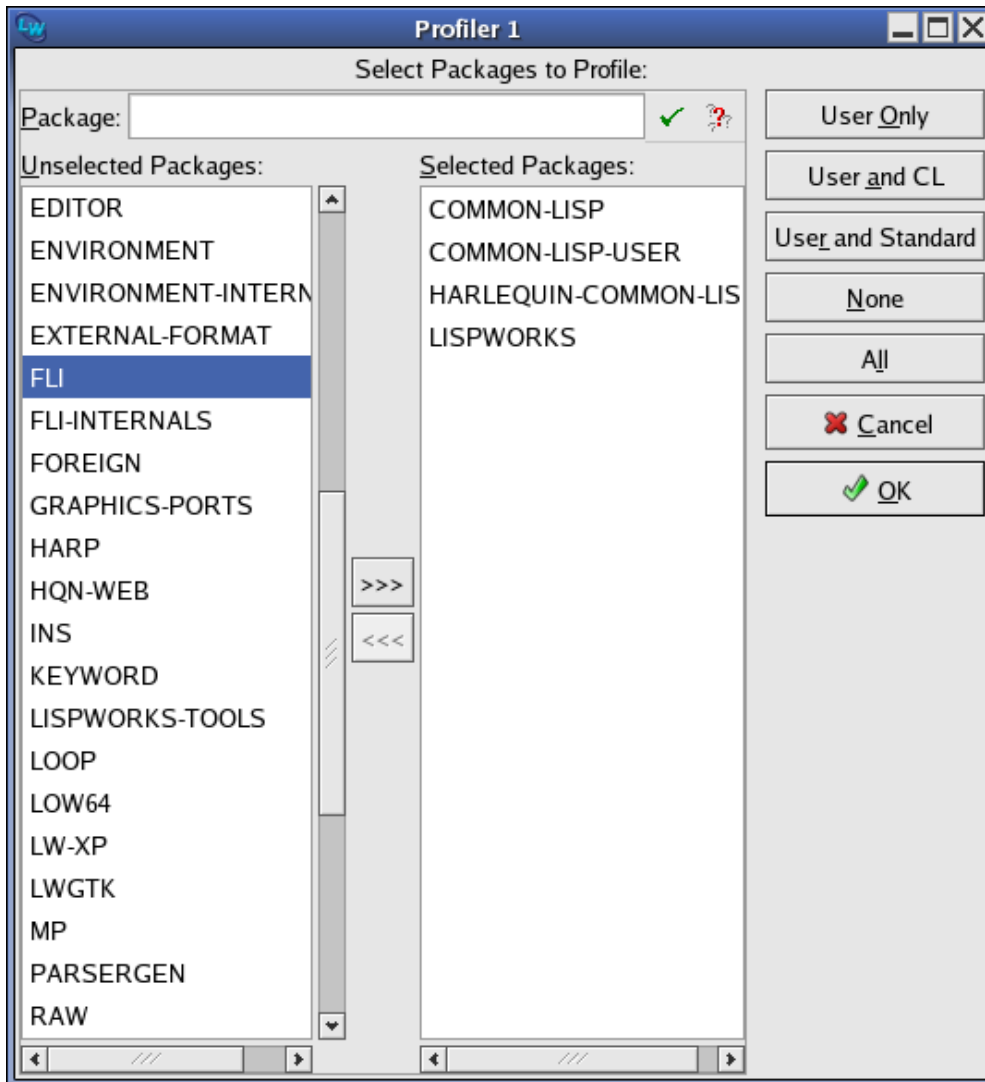 LW
Profiler 1
Select Packages to Profile:
Package:
Unselected Packages:
EDITOR
ENVIRONMENT
ENVIRONMENT-INTERN
EXTERNAL-FORMAT
FLI
FLI-INTERNALS
FOREIGN
GRAPHICS-PORTS
HARP
HQN-WEB
INS
KEYWORD
LISPWORKS-TOOLS
LOOP
LOW64
LW-XP
LWGTK
MP
PARSERGEN
RAW
>>>
<<<
Selected Packages:
COMMON-LISP
COMMON-LISP-USER
HARLEQUIN-COMMON-LIS
LISPWORKS
User Only
User and CL
User and Standard
None
All
Cancel
OK